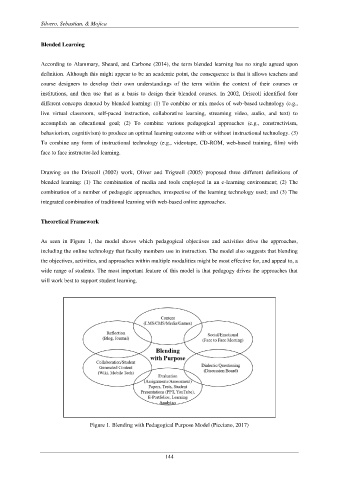 Silvero, Sebastian, & Mojica
Blended Learning
According to Alammary, Sheard, and Carbone (2014), the term blended learning has no single agreed upon
definition. Although this might appear to be an academic point, the consequence is that it allows teachers and
course designers to develop their own understandings of the term within the context of their courses or
institutions, and then use that as a basis to design their blended courses. In 2002, Driscoll identified four
different concepts denoted by blended learning: (1) To combine or mix modes of web-based technology (e.g.,
live virtual classroom, self-paced instruction, collaborative learning, streaming video, audio, and text) to
accomplish an educational goal; (2) To combine various pedagogical approaches (e.g., constructivism,
behaviorism, cognitivism) to produce an optimal learning outcome with or without instructional technology. (3)
To combine any form of instructional technology (e.g., videotape, CD-ROM, web-based training, film) with
face to face instructor-led learning.
Drawing on the Driscoll (2002) work, Oliver and Trigwell (2005) proposed three different definitions of
blended learning: (1) The combination of media and tools employed in an e-learning environment; (2) The
combination of a number of pedagogic approaches, irrespective of the learning technology used; and (3) The
integrated combination of traditional learning with web-based online approaches.
Theoretical Framework
As seen in Figure 1, the model shows which pedagogical objectives and activities drive the approaches,
including the online technology that faculty members use in instruction. The model also suggests that blending
the objectives, activities, and approaches within multiple modalities might be most effective for, and appeal to, a
wide range of students. The most important feature of this model is that pedagogy drives the approaches that
will work best to support student learning.
Content
(LMS/CMS/Media/Games)
Reflection
(Blog, Journal)
Social/Emotional
(Face to Face Meeting)
Blending
with Purpose
Collaboration/Student
Generated Content
(Wiki, Mobile Tech)
Dialectic/Questioning
(Discussion Board)
Evaluation
(Assignments/Assessment/
Papers, Tests, Student
Presentations (PPT, YouTube),
E-Portfolios, Learning
Analytics
Figure 1. Blending with Pedagogical Purpose Model (Picciano, 2017)
144